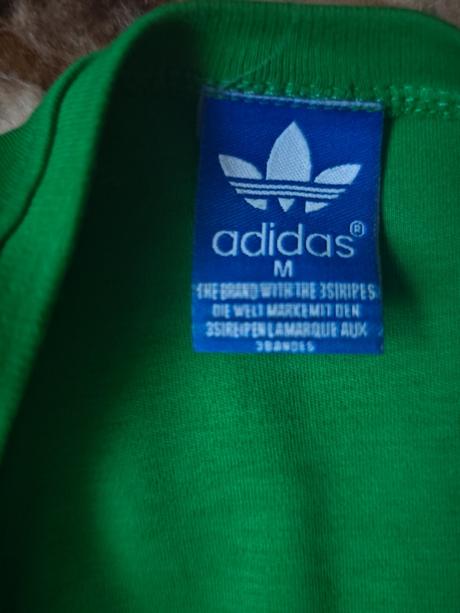 adidas®
M
THE BRAND WITH THE 3STRIPES
DIE WELT MARKE MIT DEN
3STREIFEN LA MARQUE AUX
3BANDES